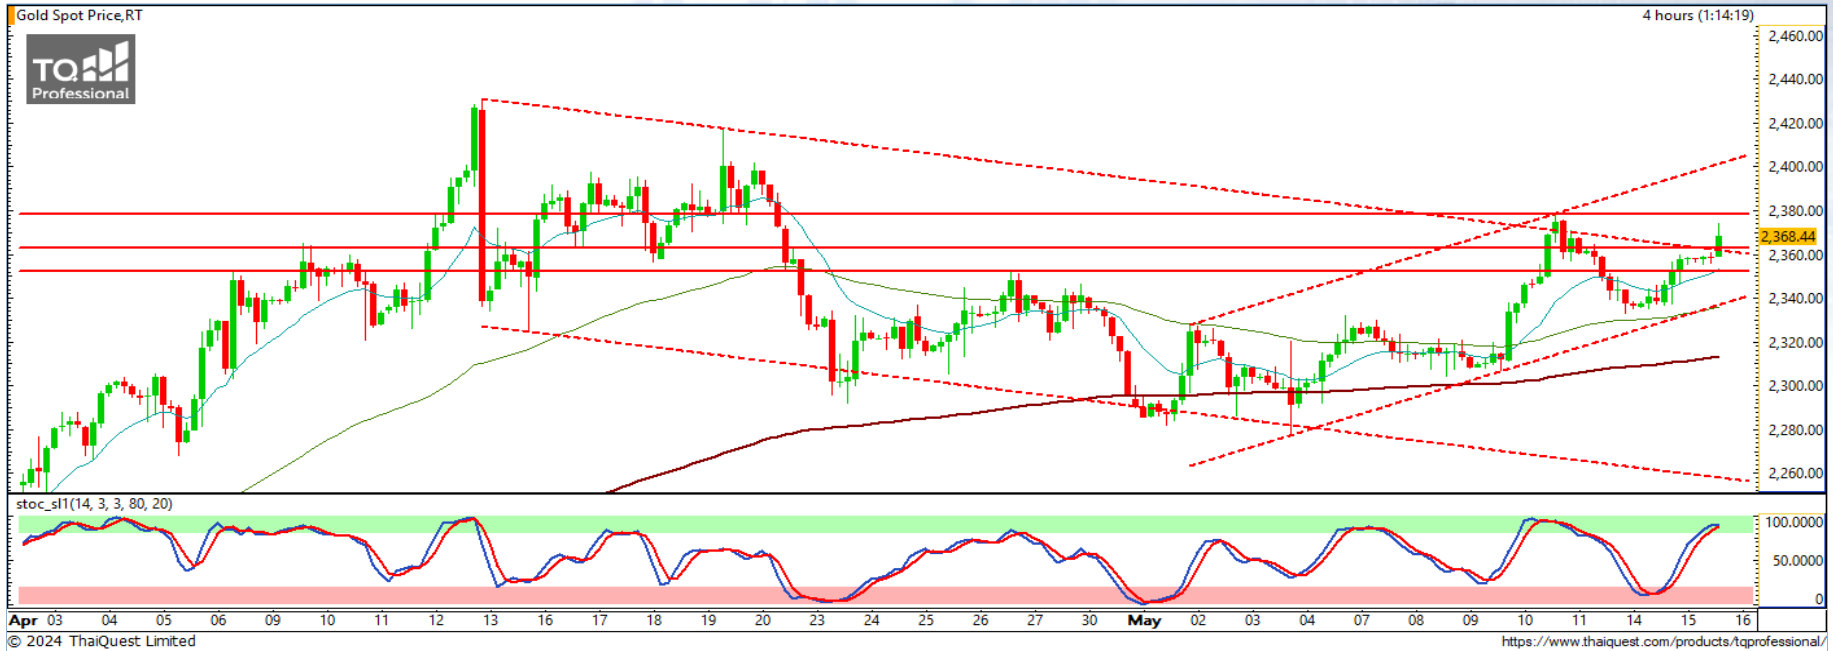 Gold Spot Price,RT
4 hours (1:14:19)
TQ
Professional
2,460.00
2,440.00
2,420.00
2,400.00
2,380.00
2,368.44
2,360.00
2,340.00
2,320.00
2,300.00
2,280.00
2,260.00
stoc_sl1(14, 3, 3, 80, 20)
100.0000
50.0000
0
Apr 03 04 05 08 09 10 11 12 15 16 17 18 19 20 23 24 25 26 27 30 May 02 03 04 07 08 09 10 11 14 15 16
© 2024 ThaiQuest Limited
https://www.thaiquest.com/products/tqprofessional/